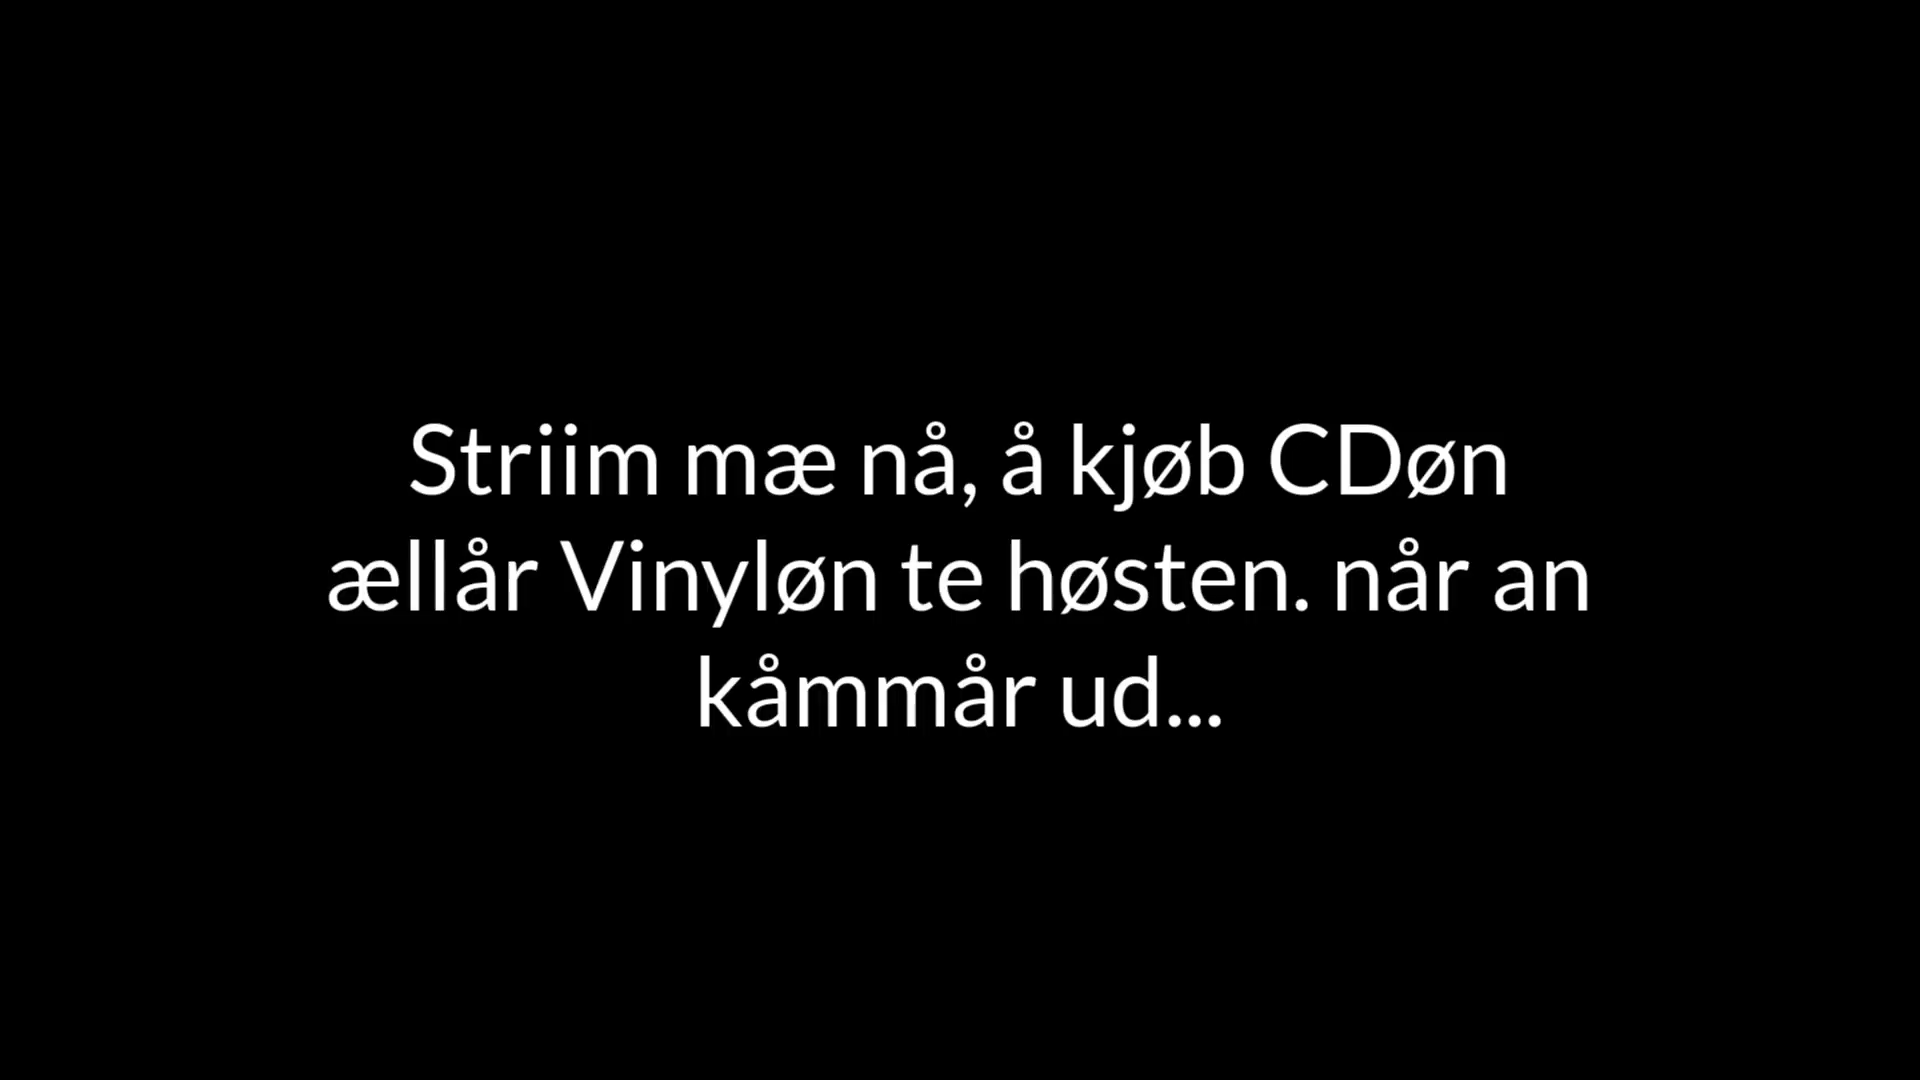 Striim mæ nå, å kjøb CDøn
ællår Vinyløn te høsten. når an
kåmmår ud...